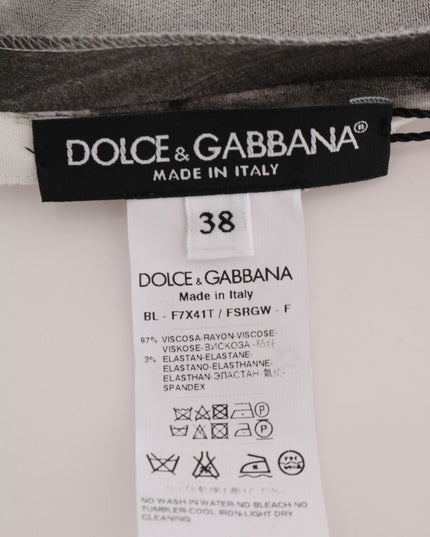 DOLCE & GABBANA®
MADE IN ITALY
38
DOLCE & GABBANA
Made in Italy
BL - F7X41T / FSRGW - F
97% VISCOSA-RAYON-VISCOSE-
VISKOSE-ВИСКОЗА-
3% ELASTAN-ELASTANE-
ELASTANO-ELASTHANNE-
ELASTHAN-ЭЛАСТАН-
SPANDEX
NO WASH IN WATER-NO BLEACH-NO
TUMBLER-COOL IRON-LIGHT DRY
CLEANING